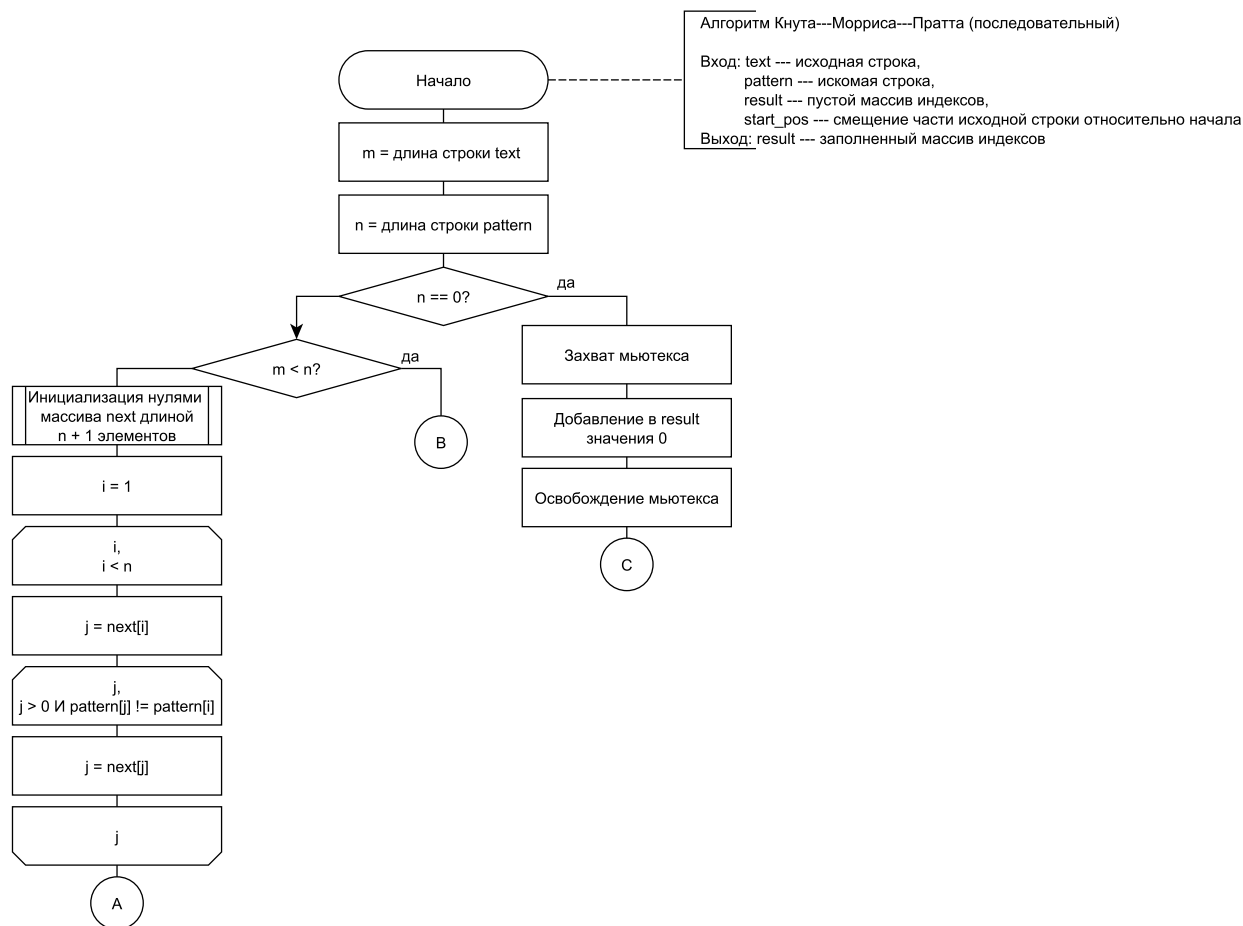 Алгоритм Кнута---Морриса---Пратта (последовательный)
Вход: text --- исходная строка,
pattern --- искомая строка,
result --- пустой массив индексов,
start_pos --- смещение части исходной строки относительно начала
Выход: result --- заполненный массив индексов
Начало
m = длина строки text
n = длина строки pattern
n == 0?
да
m < n?
да
Захват мьютекса
Добавление в result
значения 0
Освобождение мьютекса
C
B
Инициализация нулями
массива next длиной
n + 1 элементов
i = 1
i,
i < n
j = next[i]
j,
j > 0 И pattern[j] != pattern[i]
j = next[j]
j
A